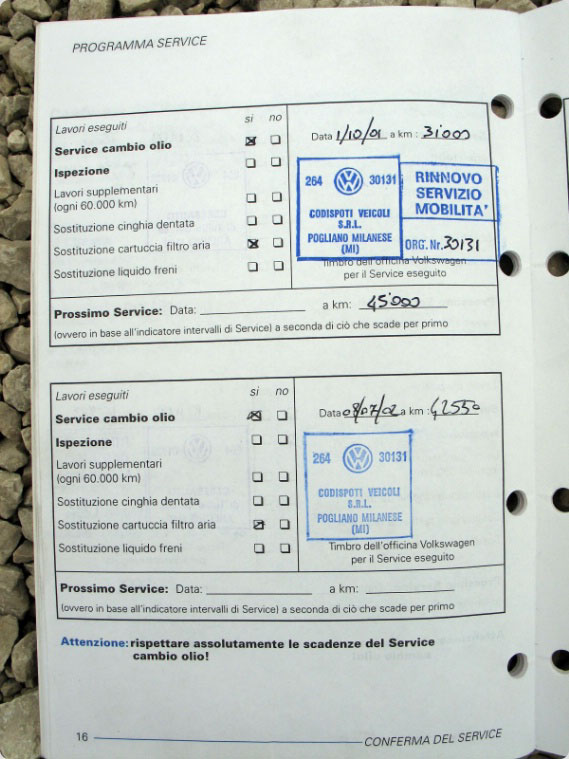 PROGRAMMA SERVICE
Lavori eseguiti si no
Service cambio olio
Ispezione
Lavori supplementari
(ogni 60.000 km)
Sostituzione cinghia dentata
Sostituzione cartuccia filtro aria
Sostituzione liquido freni
Data 1/10/01 a km : 31000
264 VW 30131
CODISPOTI VEICOLI
S.R.L.
POGLIANO MILANESE
(MI)
RINNOVO
SERVIZIO
MOBILITA'
ORG. Nr. 30131
Timbro dell'officina Volkswagen
per il Service eseguito
Prossimo Service: Data: a km : 45'000
(ovvero in base all'indicatore intervalli di Service) a seconda di ciò che scade per primo
Lavori eseguiti si no
Service cambio olio
Ispezione
Lavori supplementari
(ogni 60.000 km)
Sostituzione cinghia dentata
Sostituzione cartuccia filtro aria
Sostituzione liquido freni
Data 08/07/02 a km : 42550
264 VW 30131
CODISPOTI VEICOLI
S.R.L.
POGLIANO MILANESE
(MI)
Timbro dell'officina Volkswagen
per il Service eseguito
Prossimo Service: Data: a km :
(ovvero in base all'indicatore intervalli di Service) a seconda di ciò che scade per primo
Attenzione: rispettare assolutamente le scadenze del Service
cambio olio!
16 CONFERMA DEL SERVICE